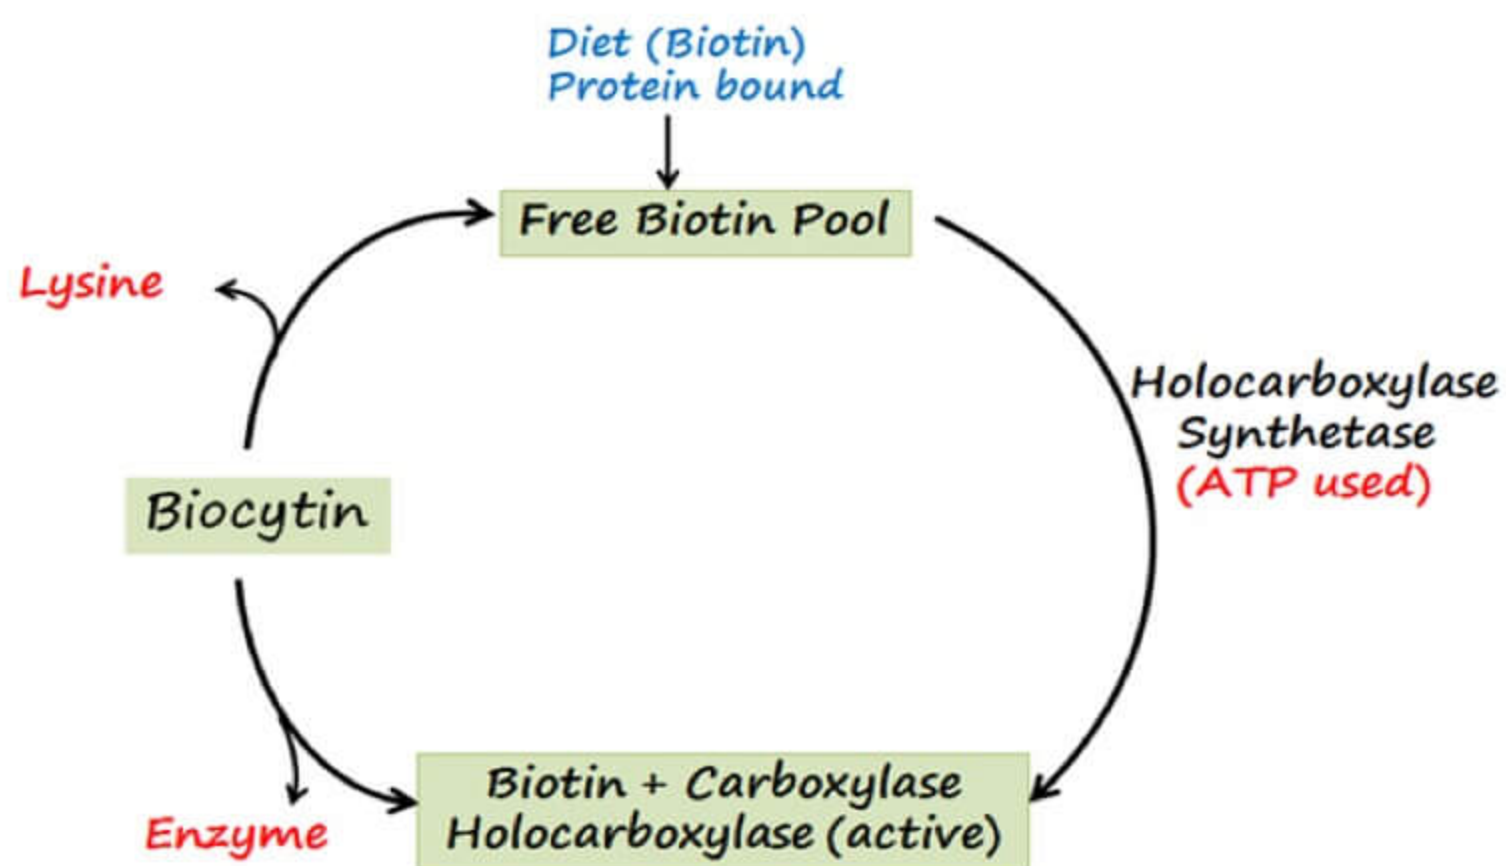 Diet (Biotin)
Protein bound
Free Biotin Pool
Lysine
Holocarboxylase
Synthetase
(ATP used)
Biocytin
Biotin + Carboxylase
Holocarboxylase (active)
Enzyme